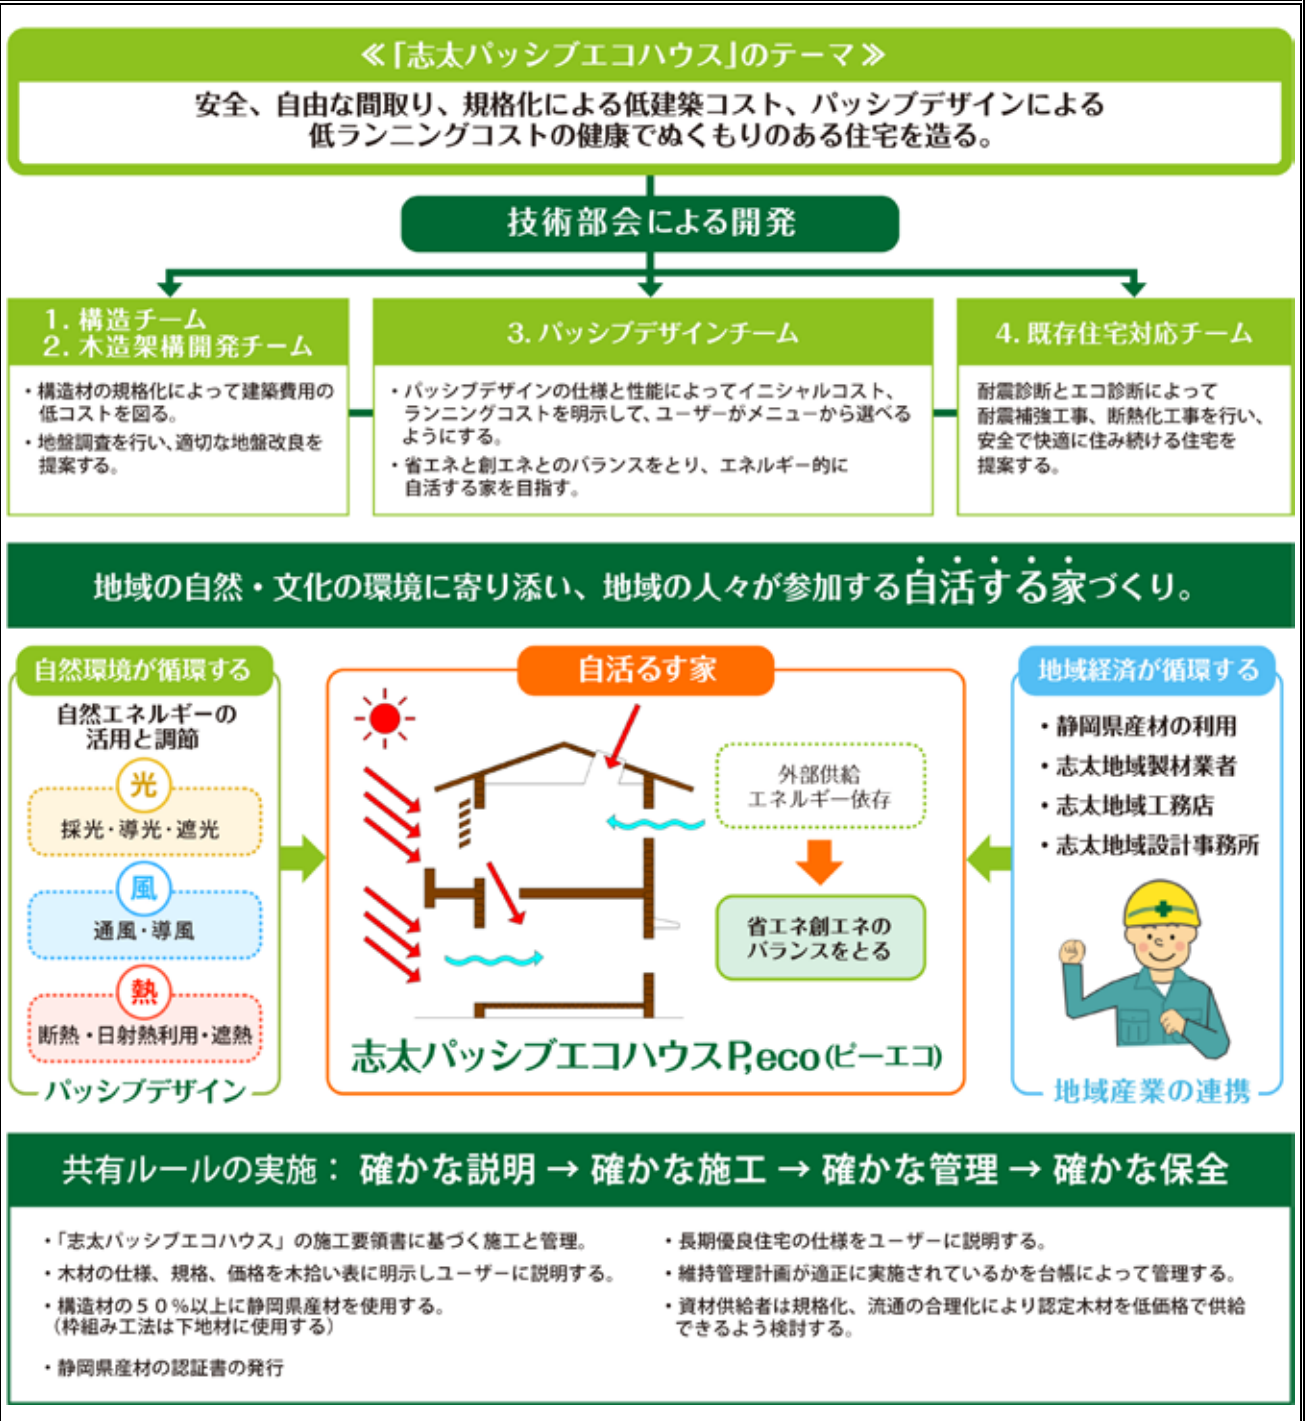 ≪「志太パッシブエコハウス」のテーマ≫
安全、自由な間取り、規格化による低建築コスト、パッシブデザインによる
低ランニングコストの健康でぬくもりのある住宅を造る。
技術部会による開発
1. 構造チーム
2. 木造架構開発チーム
・構造材の規格化によって建築費用の
低コストを図る。
・地盤調査を行い、適切な地盤改良を
提案する。
3. パッシブデザインチーム
・パッシブデザインの仕様と性能によってイニシャルコスト、
ランニングコストを明示して、ユーザーがメニューから選べる
ようにする。
・省エネと創エネとのバランスをとり、エネルギー的に
自活する家を目指す。
4. 既存住宅対応チーム
耐震診断とエコ診断によって
耐震補強工事、断熱化工事を行い、
安全で快適に住み続ける住宅を
提案する。
地域の自然・文化の環境に寄り添い、地域の人々が参加する自活する家づくり。
自然環境が循環する
自然エネルギーの
活用と調節
光
採光・導光・遮光
風
通風・導風
熱
断熱・日射熱利用・遮熱
パッシブデザイン
自活るす家
外部供給
エネルギー依存
省エネ創エネの
バランスをとる
志太パッシブエコハウスP,eco(ピーエコ)
地域経済が循環する
・静岡県産材の利用
・志太地域製材業者
・志太地域工務店
・志太地域設計事務所
地域産業の連携
共有ルールの実施： 確かな説明 → 確かな施工 → 確かな管理 → 確かな保全
・「志太パッシブエコハウス」の施工要領書に基づく施工と管理。
・木材の仕様、規格、価格を木拾い表に明示しユーザーに説明する。
・構造材の５０％以上に静岡県産材を使用する。
（枠組み工法は下地材に使用する）
・静岡県産材の認証書の発行
・長期優良住宅の仕様をユーザーに説明する。
・維持管理計画が適正に実施されているかを台帳によって管理する。
・資材供給者は規格化、流通の合理化により認定木材を低価格で供給
できるよう検討する。